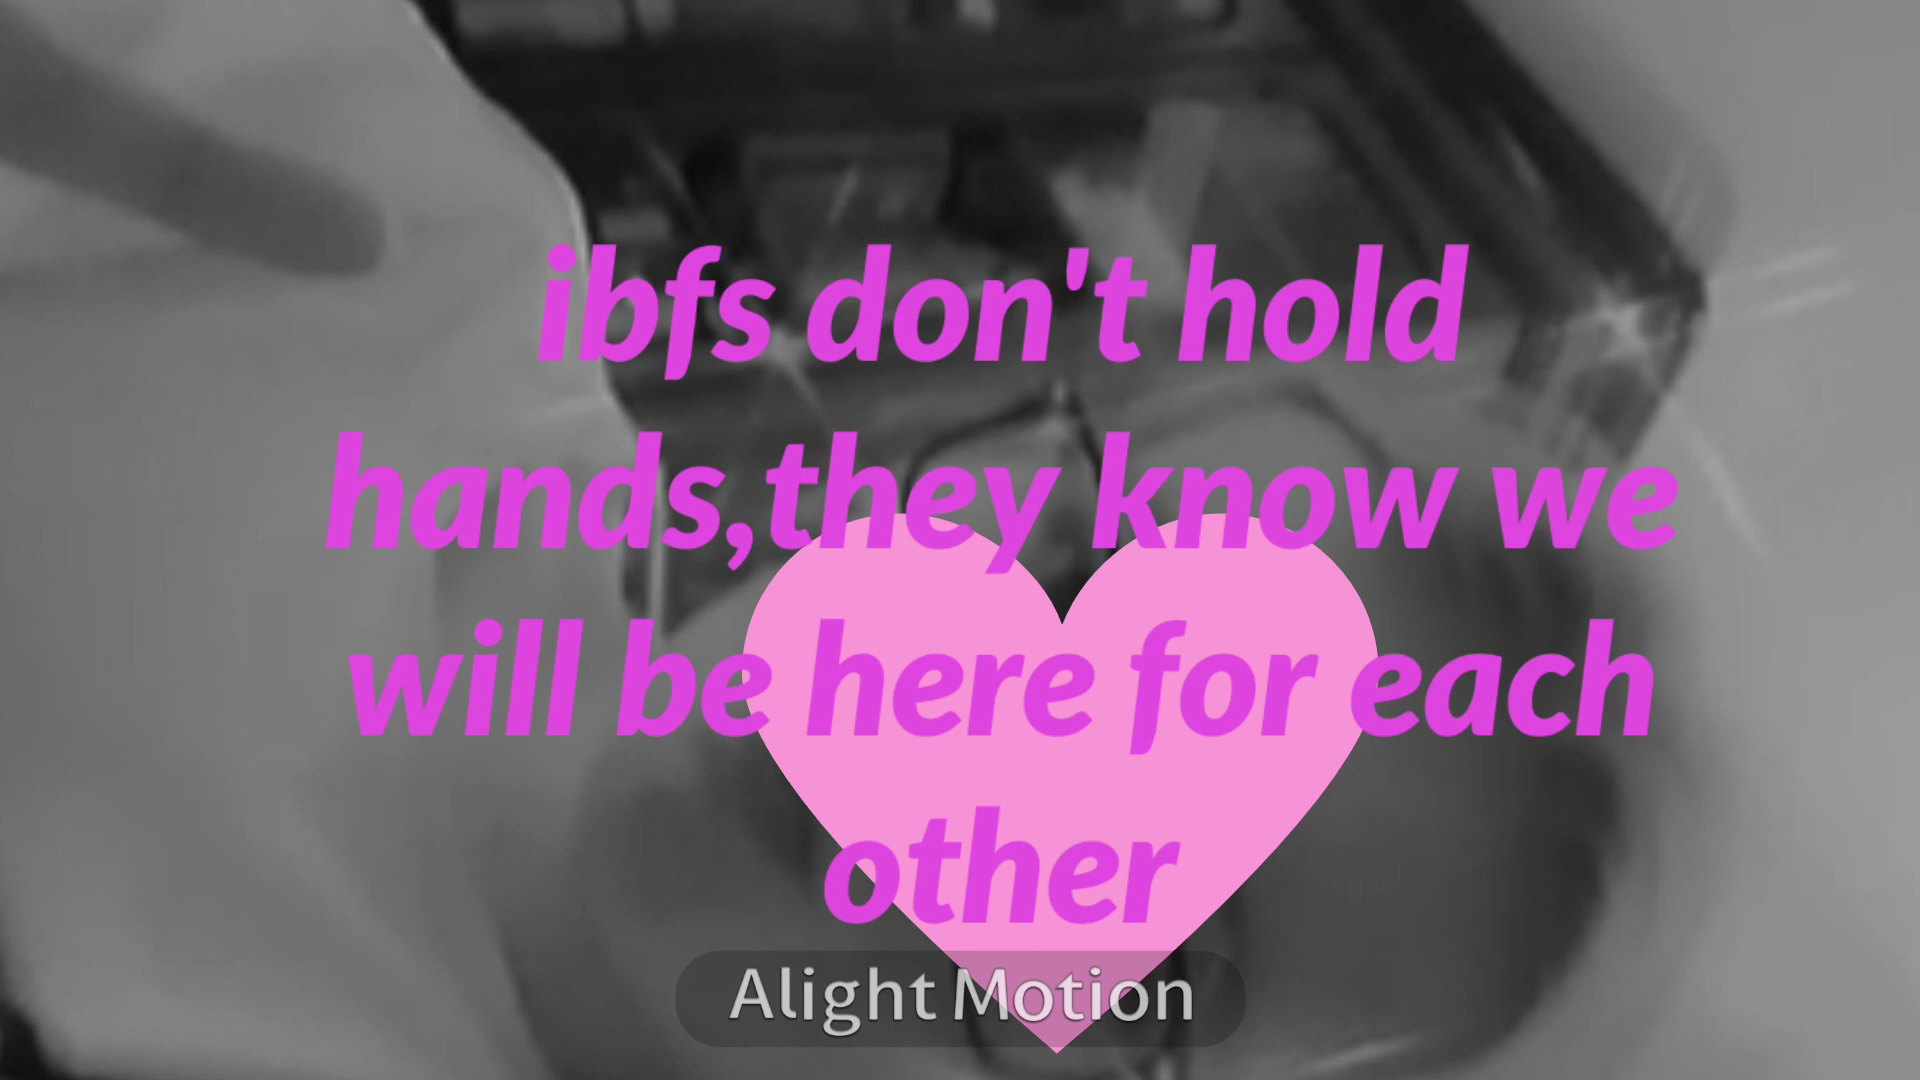 ibfs don't hold
hands,they know we
will be here for each
other
Alight Motion